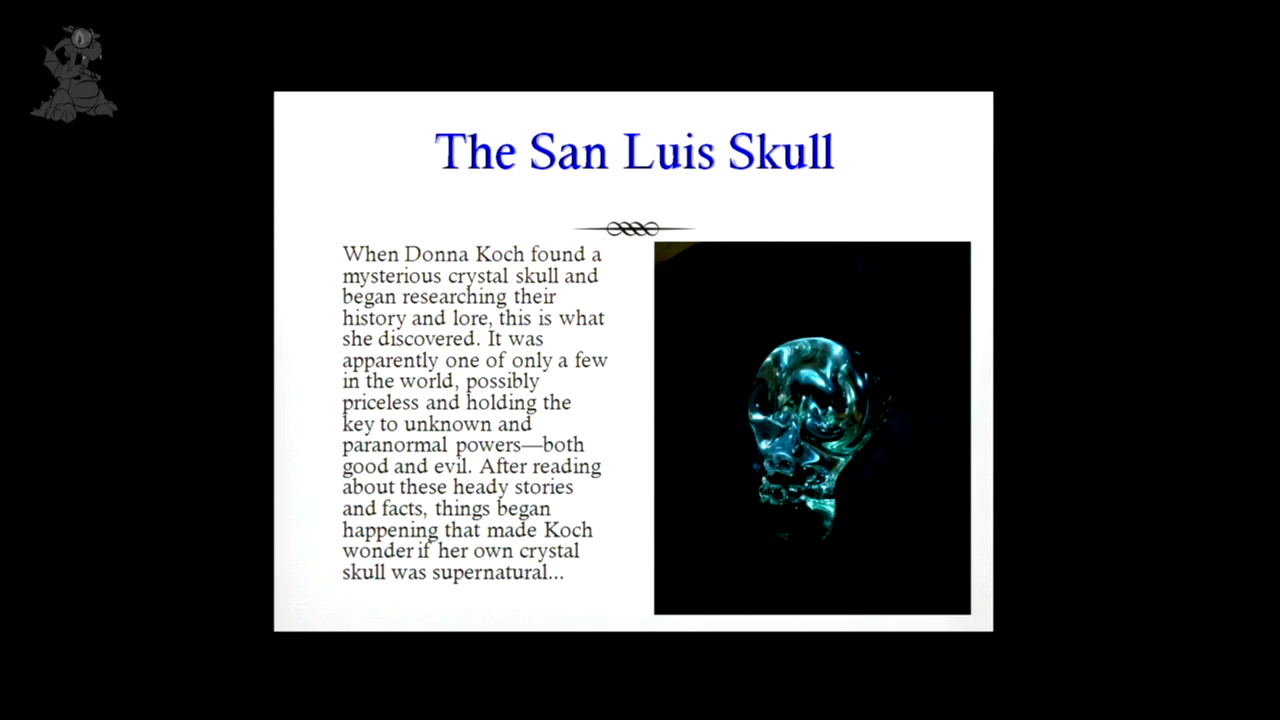 The San Luis Skull
When Donna Koch found a
mysterious crystal skull and
began researching their
history and lore, this is what
she discovered. It was
apparently one of only a few
in the world, possibly
priceless and holding the
key to unknown and
paranormal powers—both
good and evil. After reading
about these heady stories
and facts, things began
happening that made Koch
wonder if her own crystal
skull was supernatural...